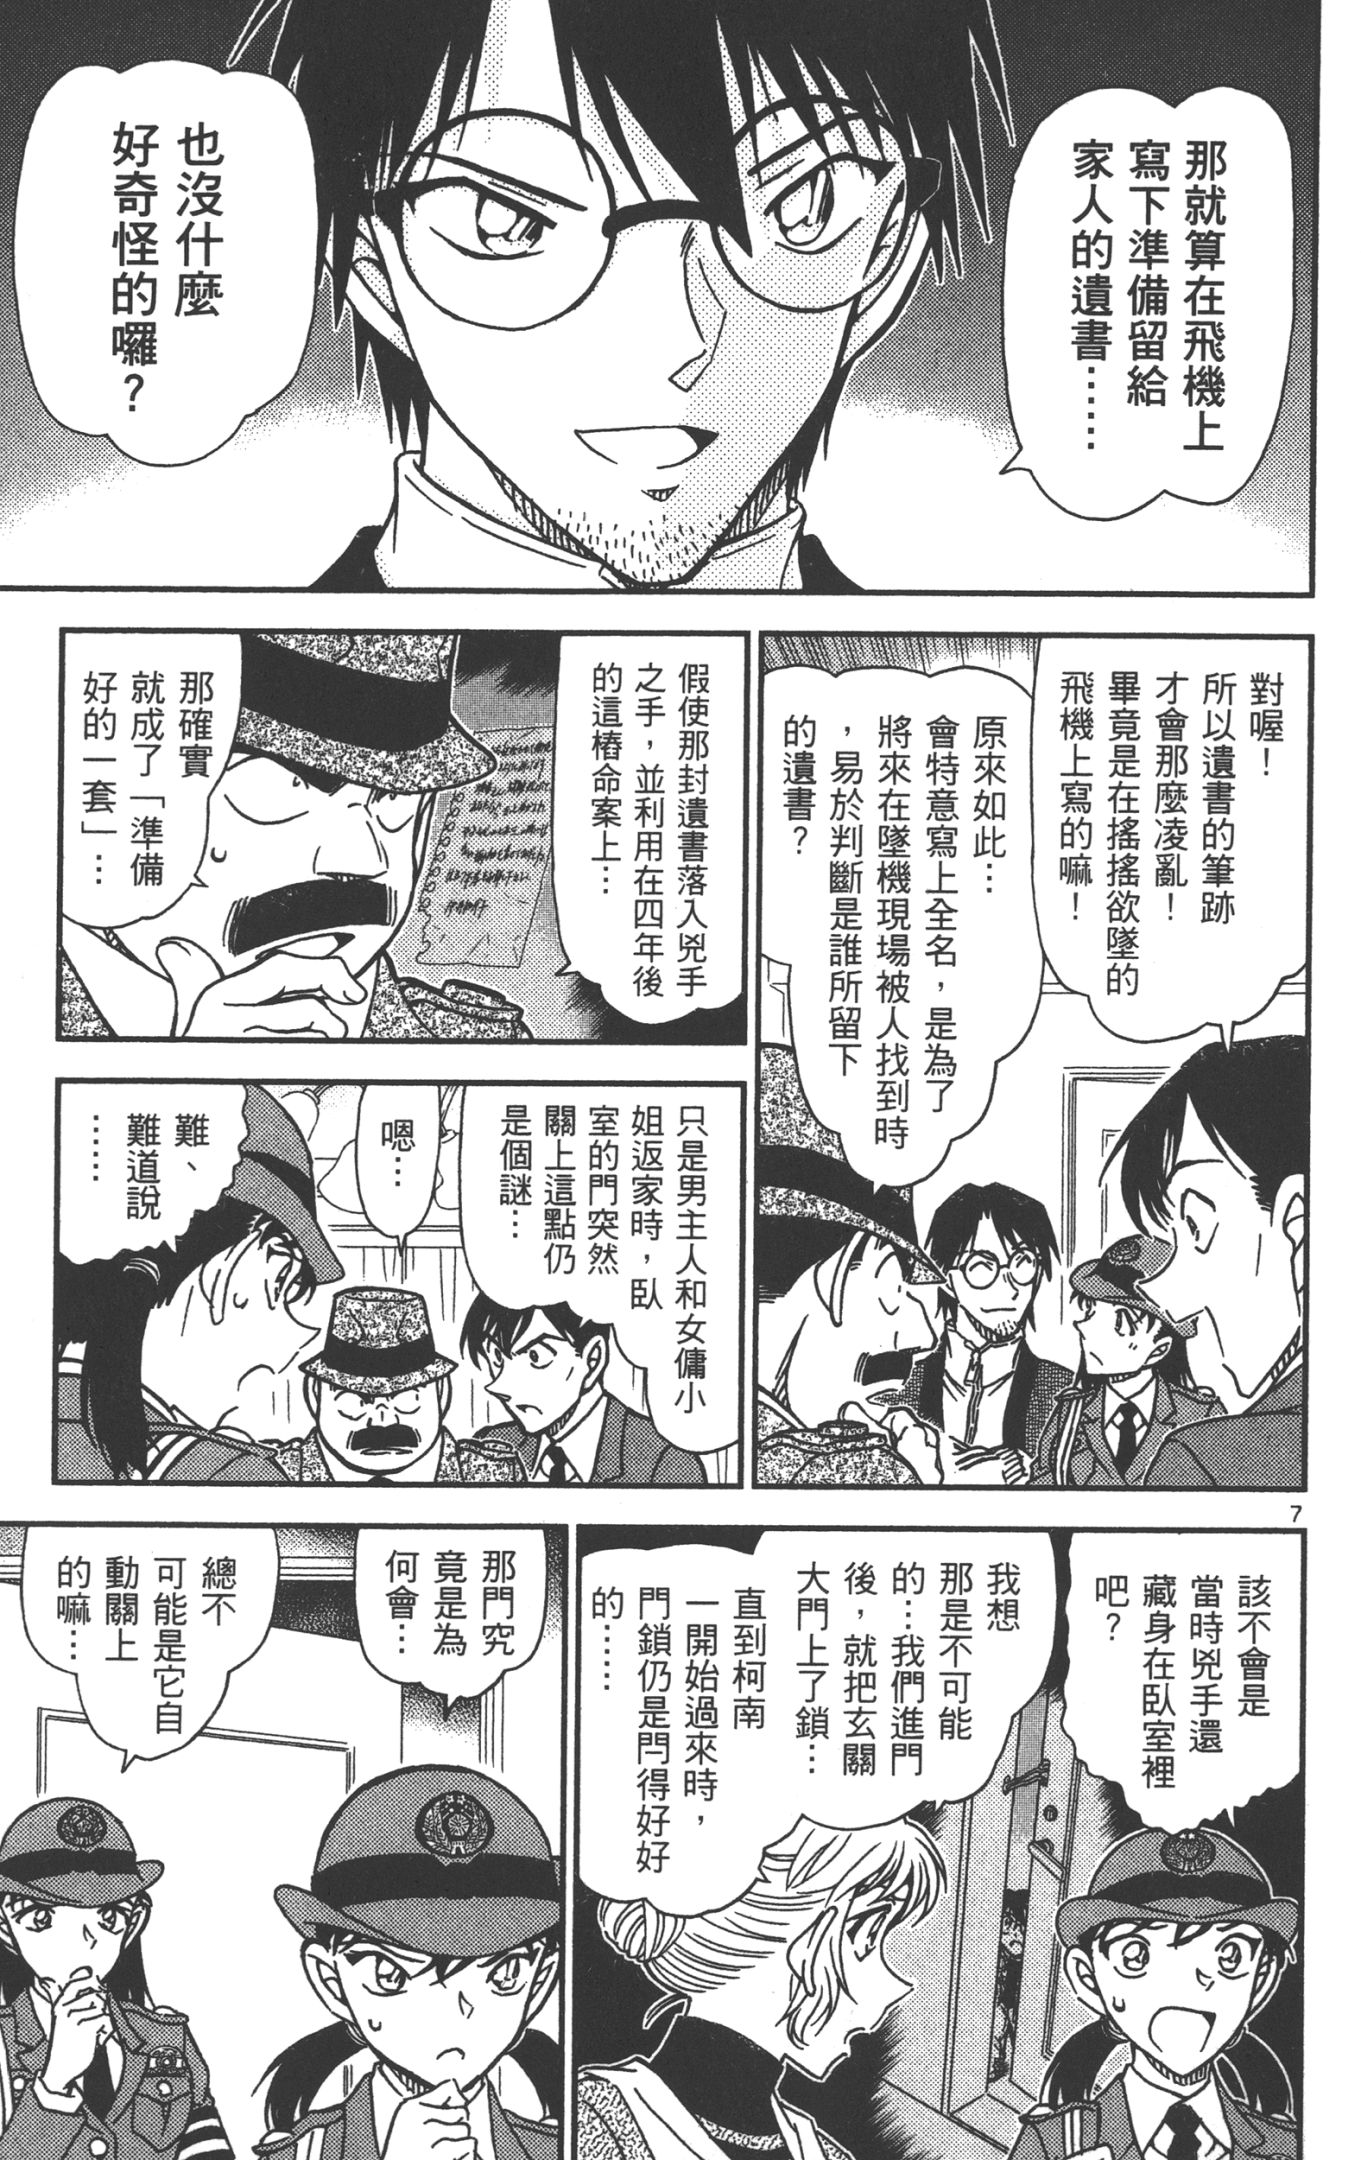 那就算在飛機上
寫下準備留給
家人的遺書……
也沒什麼
好奇怪的囉？
對喔！
所以遺書的筆跡
才會那麼凌亂！
畢竟是在搖搖欲墜的
飛機上寫的嘛！
原來如此…
會特意寫上全名，是為了
將來在墜機現場被人找到時
，易於判斷是誰所留下
的遺書？
假使那封遺書落入兇手
之手，並利用在四年後
的這樁命案上…
那確實
就成了「準備
好的一套」…
只是男主人和女傭小
姐返家時，臥
室的門突然
關上這點仍
是個謎…
嗯…
難、
難道說
……
7
該不會是
當時兇手還
藏身在臥室裡
吧？
我想
那是不可能
的…我們進門
後，就把玄關
大門上了鎖…
直到柯南
一開始過來時，
門鎖仍是閂得好好
的……
那門究
竟是為
何會…
總不
可能是它自
動關上
的嘛…